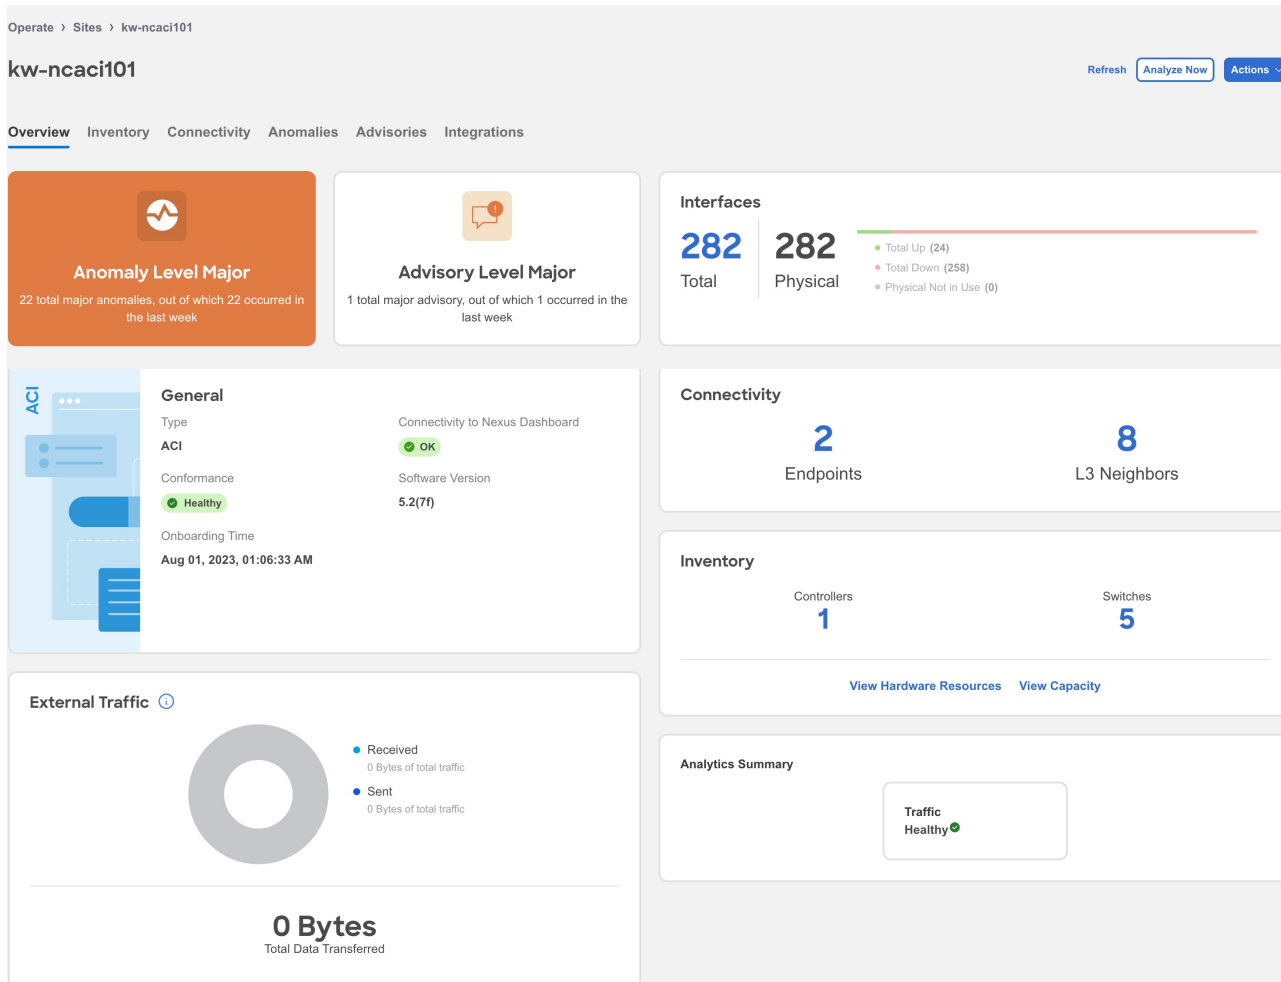 Operate > Sites > kw-ncaci101
kw-ncaci101
Refresh
Analyze Now
Actions
Overview
Inventory
Connectivity
Anomalies
Advisories
Integrations
Anomaly Level Major
22 total major anomalies, out of which 22 occurred in
the last week
Advisory Level Major
1 total major advisory, out of which 1 occurred in the
last week
Interfaces
282
Total
282
Physical
Total Up (24)
Total Down (258)
Physical Not in Use (0)
ACI
General
Type
ACI
Connectivity to Nexus Dashboard
OK
Conformance
Healthy
Software Version
5.2(7f)
Onboarding Time
Aug 01, 2023, 01:06:33 AM
Connectivity
2
Endpoints
8
L3 Neighbors
Inventory
Controllers
1
Switches
5
View Hardware Resources
View Capacity
External Traffic
Received
0 Bytes of total traffic
Sent
0 Bytes of total traffic
0 Bytes
Total Data Transferred
Analytics Summary
Traffic
Healthy